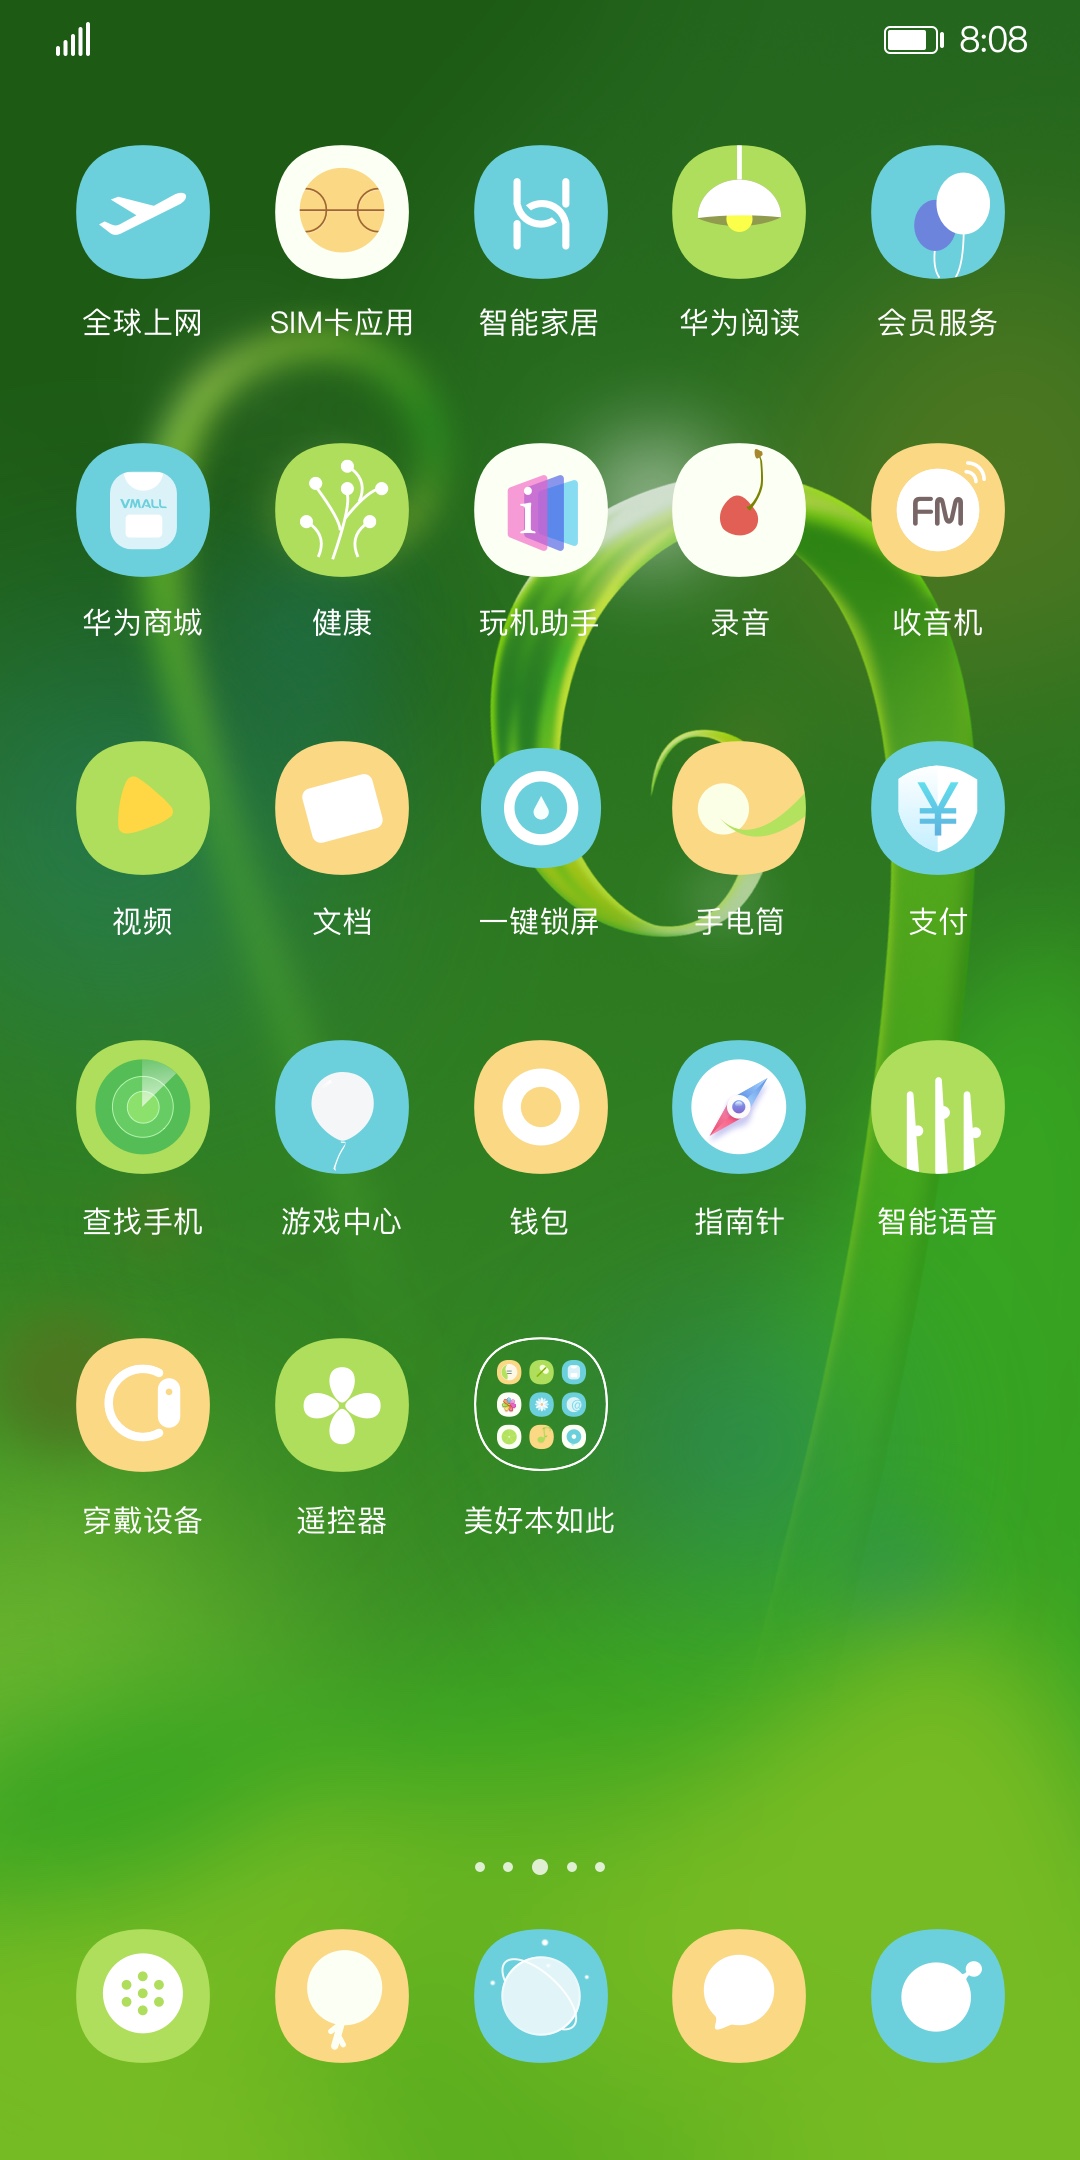 8:08
全球上网
SIM卡应用
智能家居
华为阅读
会员服务
VMALL
i
FM
华为商城
健康
玩机助手
录音
收音机
¥
视频
文档
一键锁屏
手电筒
支付
查找手机
游戏中心
钱包
指南针
智能语音
穿戴设备
遥控器
美好本如此